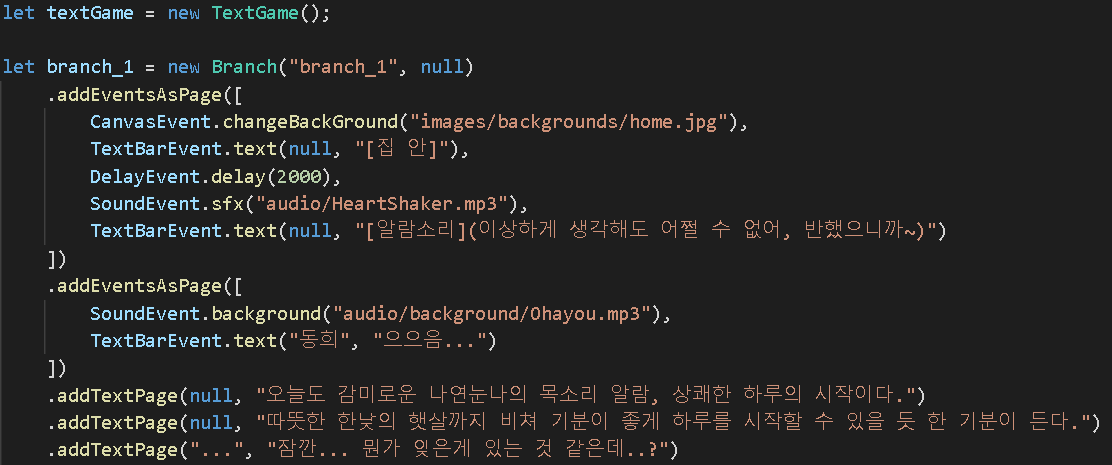 let textGame = new TextGame();
let branch_1 = new Branch("branch_1", null)
.addEventsAsPage([
CanvasEvent.changeBackGround("images/backgrounds/home.jpg"),
TextBarEvent.text(null, "[집 안]"),
DelayEvent.delay(2000),
SoundEvent.sfx("audio/HeartShaker.mp3"),
TextBarEvent.text(null, "[알람소리](이상하게 생각해도 어쩔 수 없어, 반했으니까~)")
])
.addEventsAsPage([
SoundEvent.background("audio/background/Ohayou.mp3"),
TextBarEvent.text("동희", "으으음...")
])
.addTextPage(null, "오늘도 감미로운 나연눈나의 목소리 알람, 상쾌한 하루의 시작이다.")
.addTextPage(null, "따뜻한 한낮의 햇살까지 비쳐 기분이 좋게 하루를 시작할 수 있을 듯 한 기분이 든다.")
.addTextPage("...", "잠깐... 뭔가 잊은게 있는 것 같은데..?")